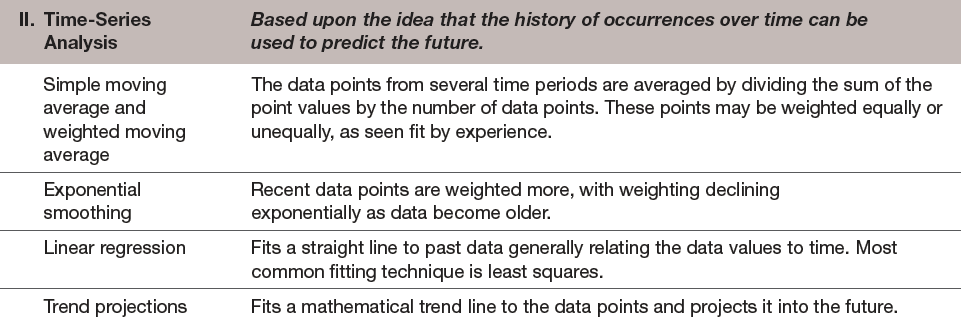 II. Time-Series Analysis
Based upon the idea that the history of occurrences over time can be
used to predict the future.
Simple moving
average and
weighted moving
average
The data points from several time periods are averaged by dividing the sum of the
point values by the number of data points. These points may be weighted equally or
unequally, as seen fit by experience.
Exponential
smoothing
Recent data points are weighted more, with weighting declining
exponentially as data become older.
Linear regression
Fits a straight line to past data generally relating the data values to time. Most
common fitting technique is least squares.
Trend projections
Fits a mathematical trend line to the data points and projects it into the future.